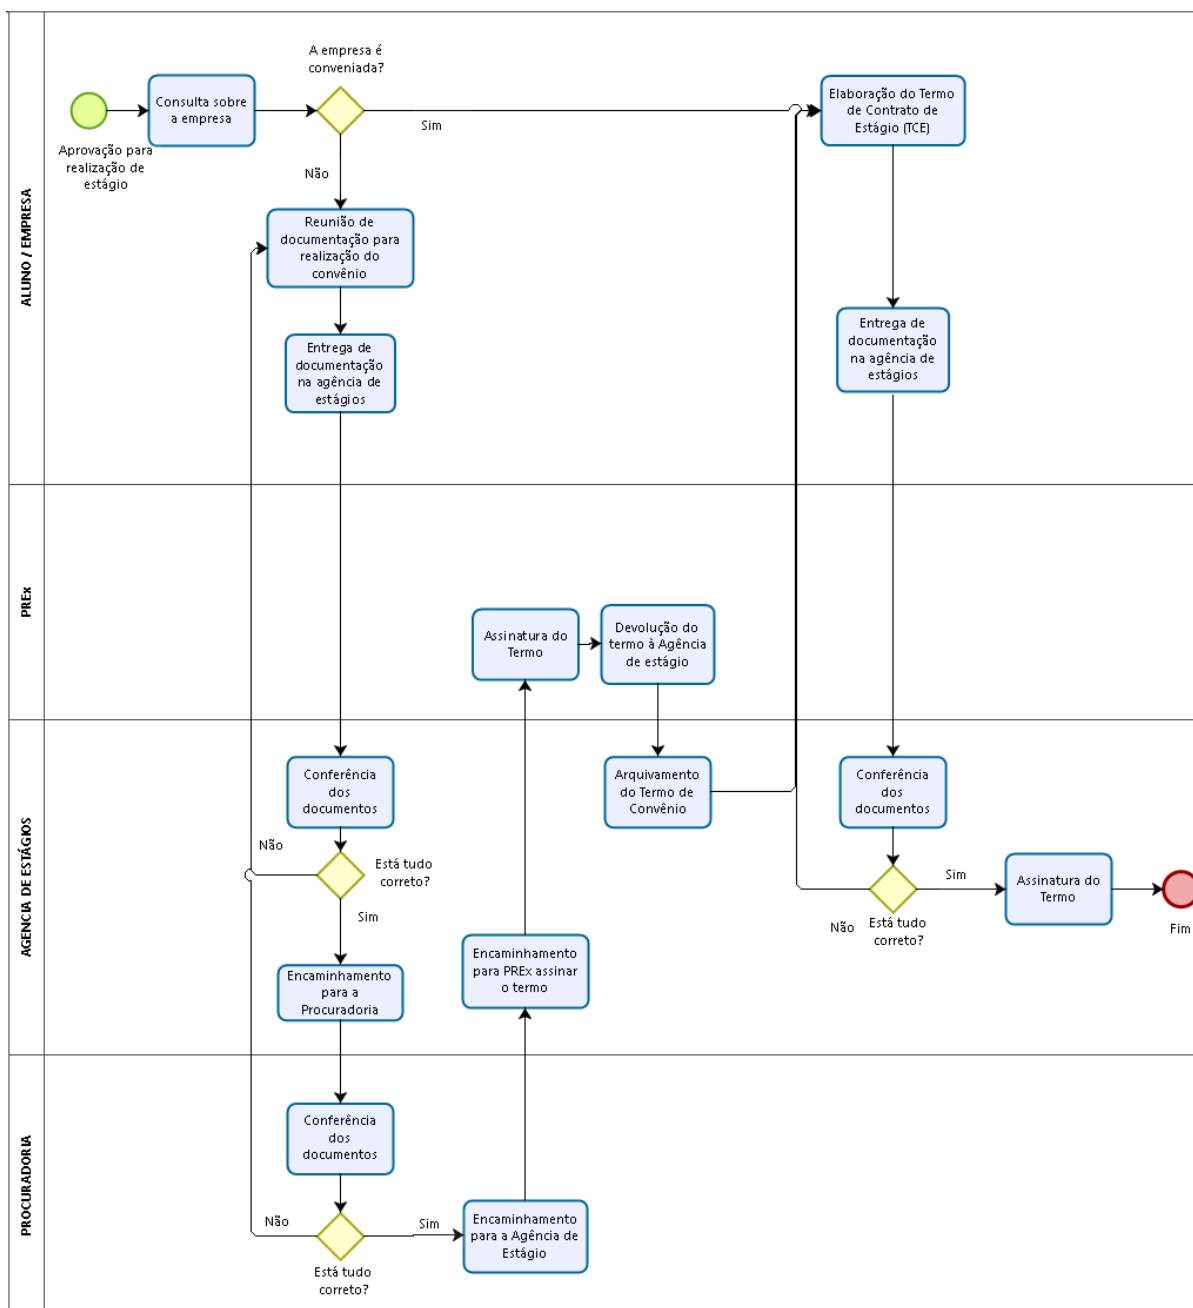 ALUNO / EMPRESA
A empresa é
conveniada?
Consulta sobre
a empresa
Aprovação para
realização de
estágio
Sim
Não
Elaboração do Termo
de Contrato de
Estágio (TCE)
Reunião de
documentação para
realização do
convênio
Entrega de
documentação
na agência de
estágios
Entrega de
documentação
na agência de
estágios
PREx
Assinatura do
Termo
Devolução do
termo à Agência
de estágio
AGENCIA DE ESTÁGIOS
Conferência
dos
documentos
Arquivamento
do Termo de
Convênio
Conferência
dos
documentos
Não
Está tudo
correto?
Sim
Sim
Assinatura do
Termo
Não
Está tudo
correto?
Fim
Encaminhamento
para a
Procuradoria
Encaminhamento
para PREx assinar
o termo
PROCURADORIA
Conferência
dos
documentos
Não
Sim
Está tudo
correto?
Encaminhamento
para a Agência de
Estágio